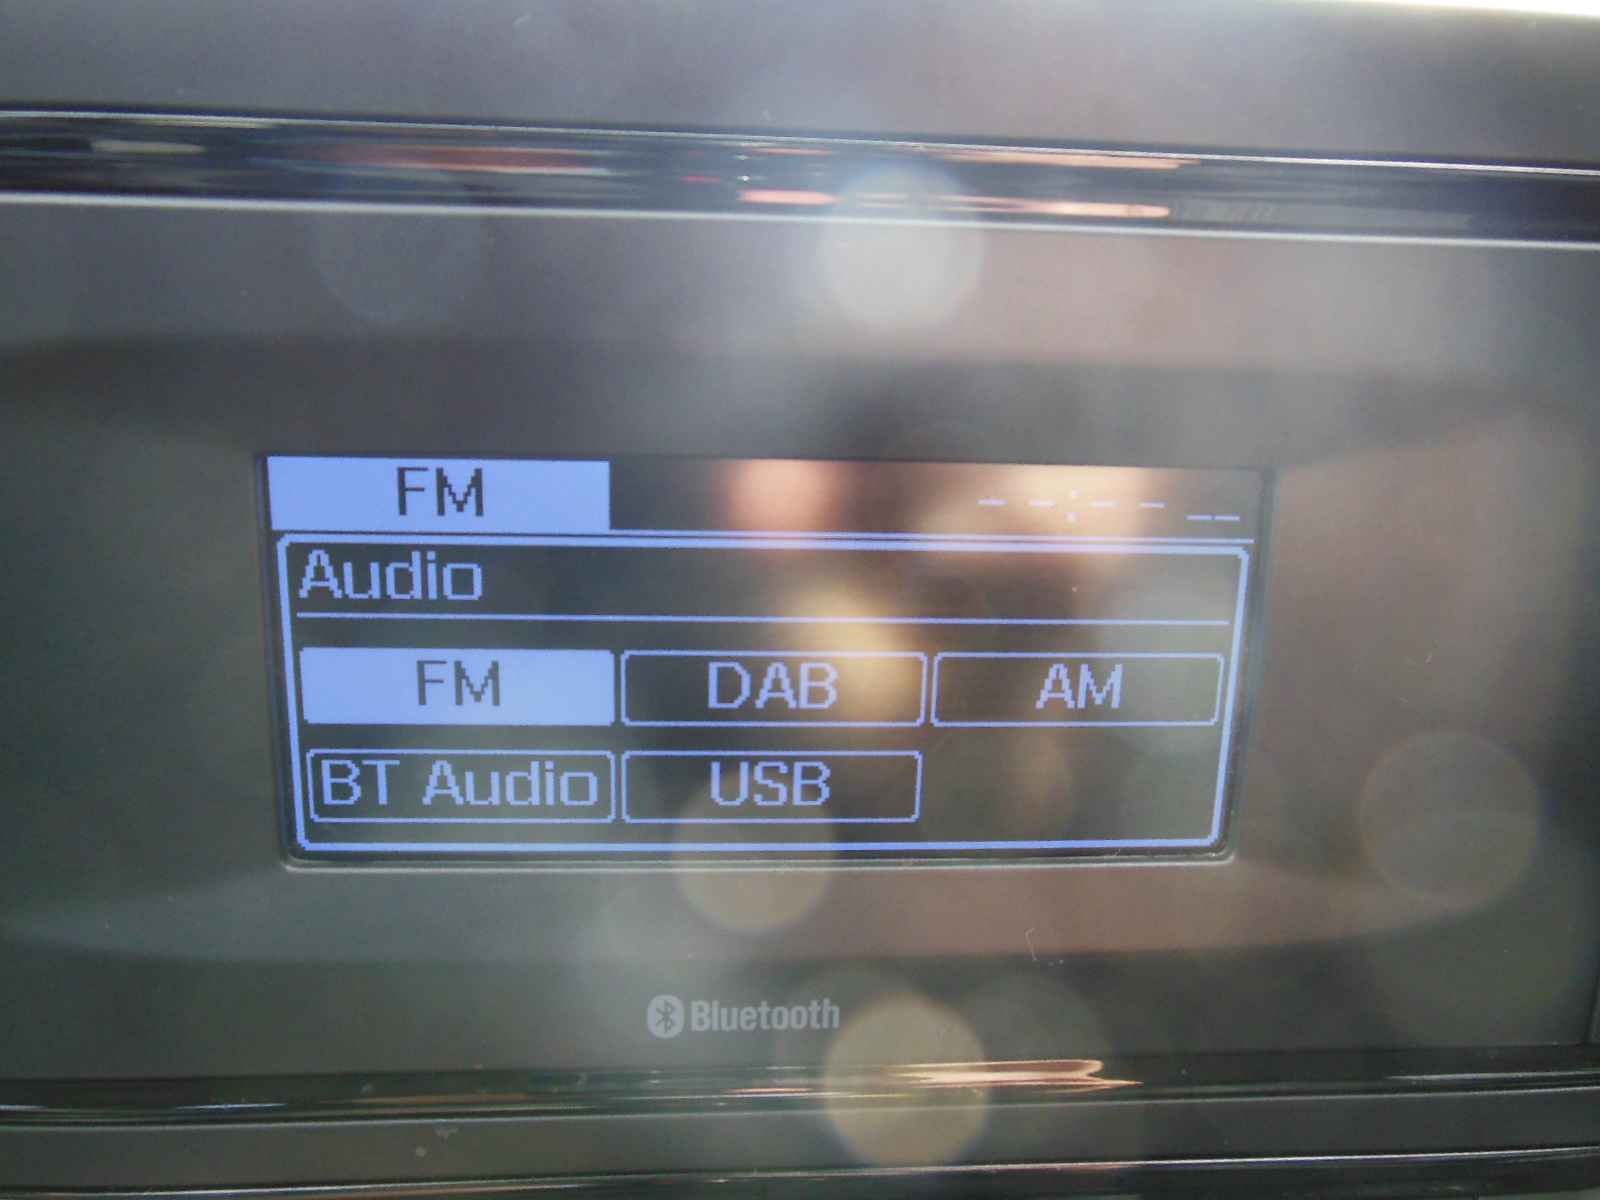 FM --:-- --
Audio
FM DAB AM
BT Audio USB
Bluetooth